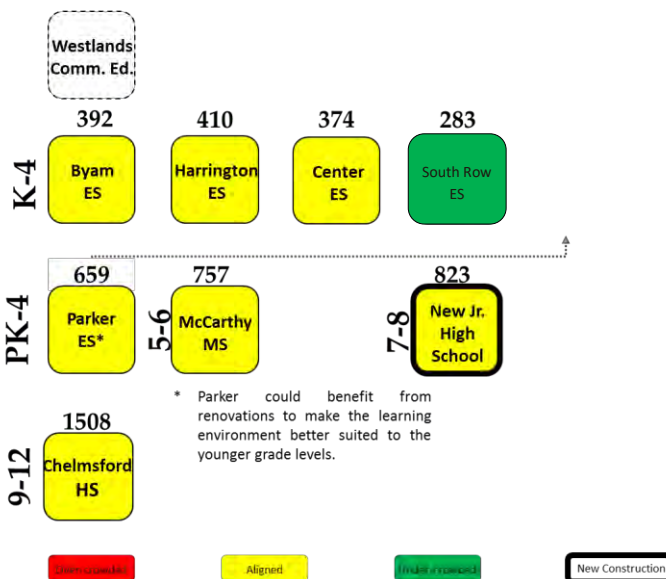 Westlands
Comm. Ed.
392 410 374 283
K-4
Byam
ES
Harrington
ES
Center
ES
South Row
ES
659 757 823
PK-4
Parker
ES*
5-6
McCarthy
MS
7-8
New Jr.
High
School
* Parker could benefit from
renovations to make the learning
environment better suited to the
younger grade levels.
1508
9-12
Chelmsford
HS
Aligned
New Construction